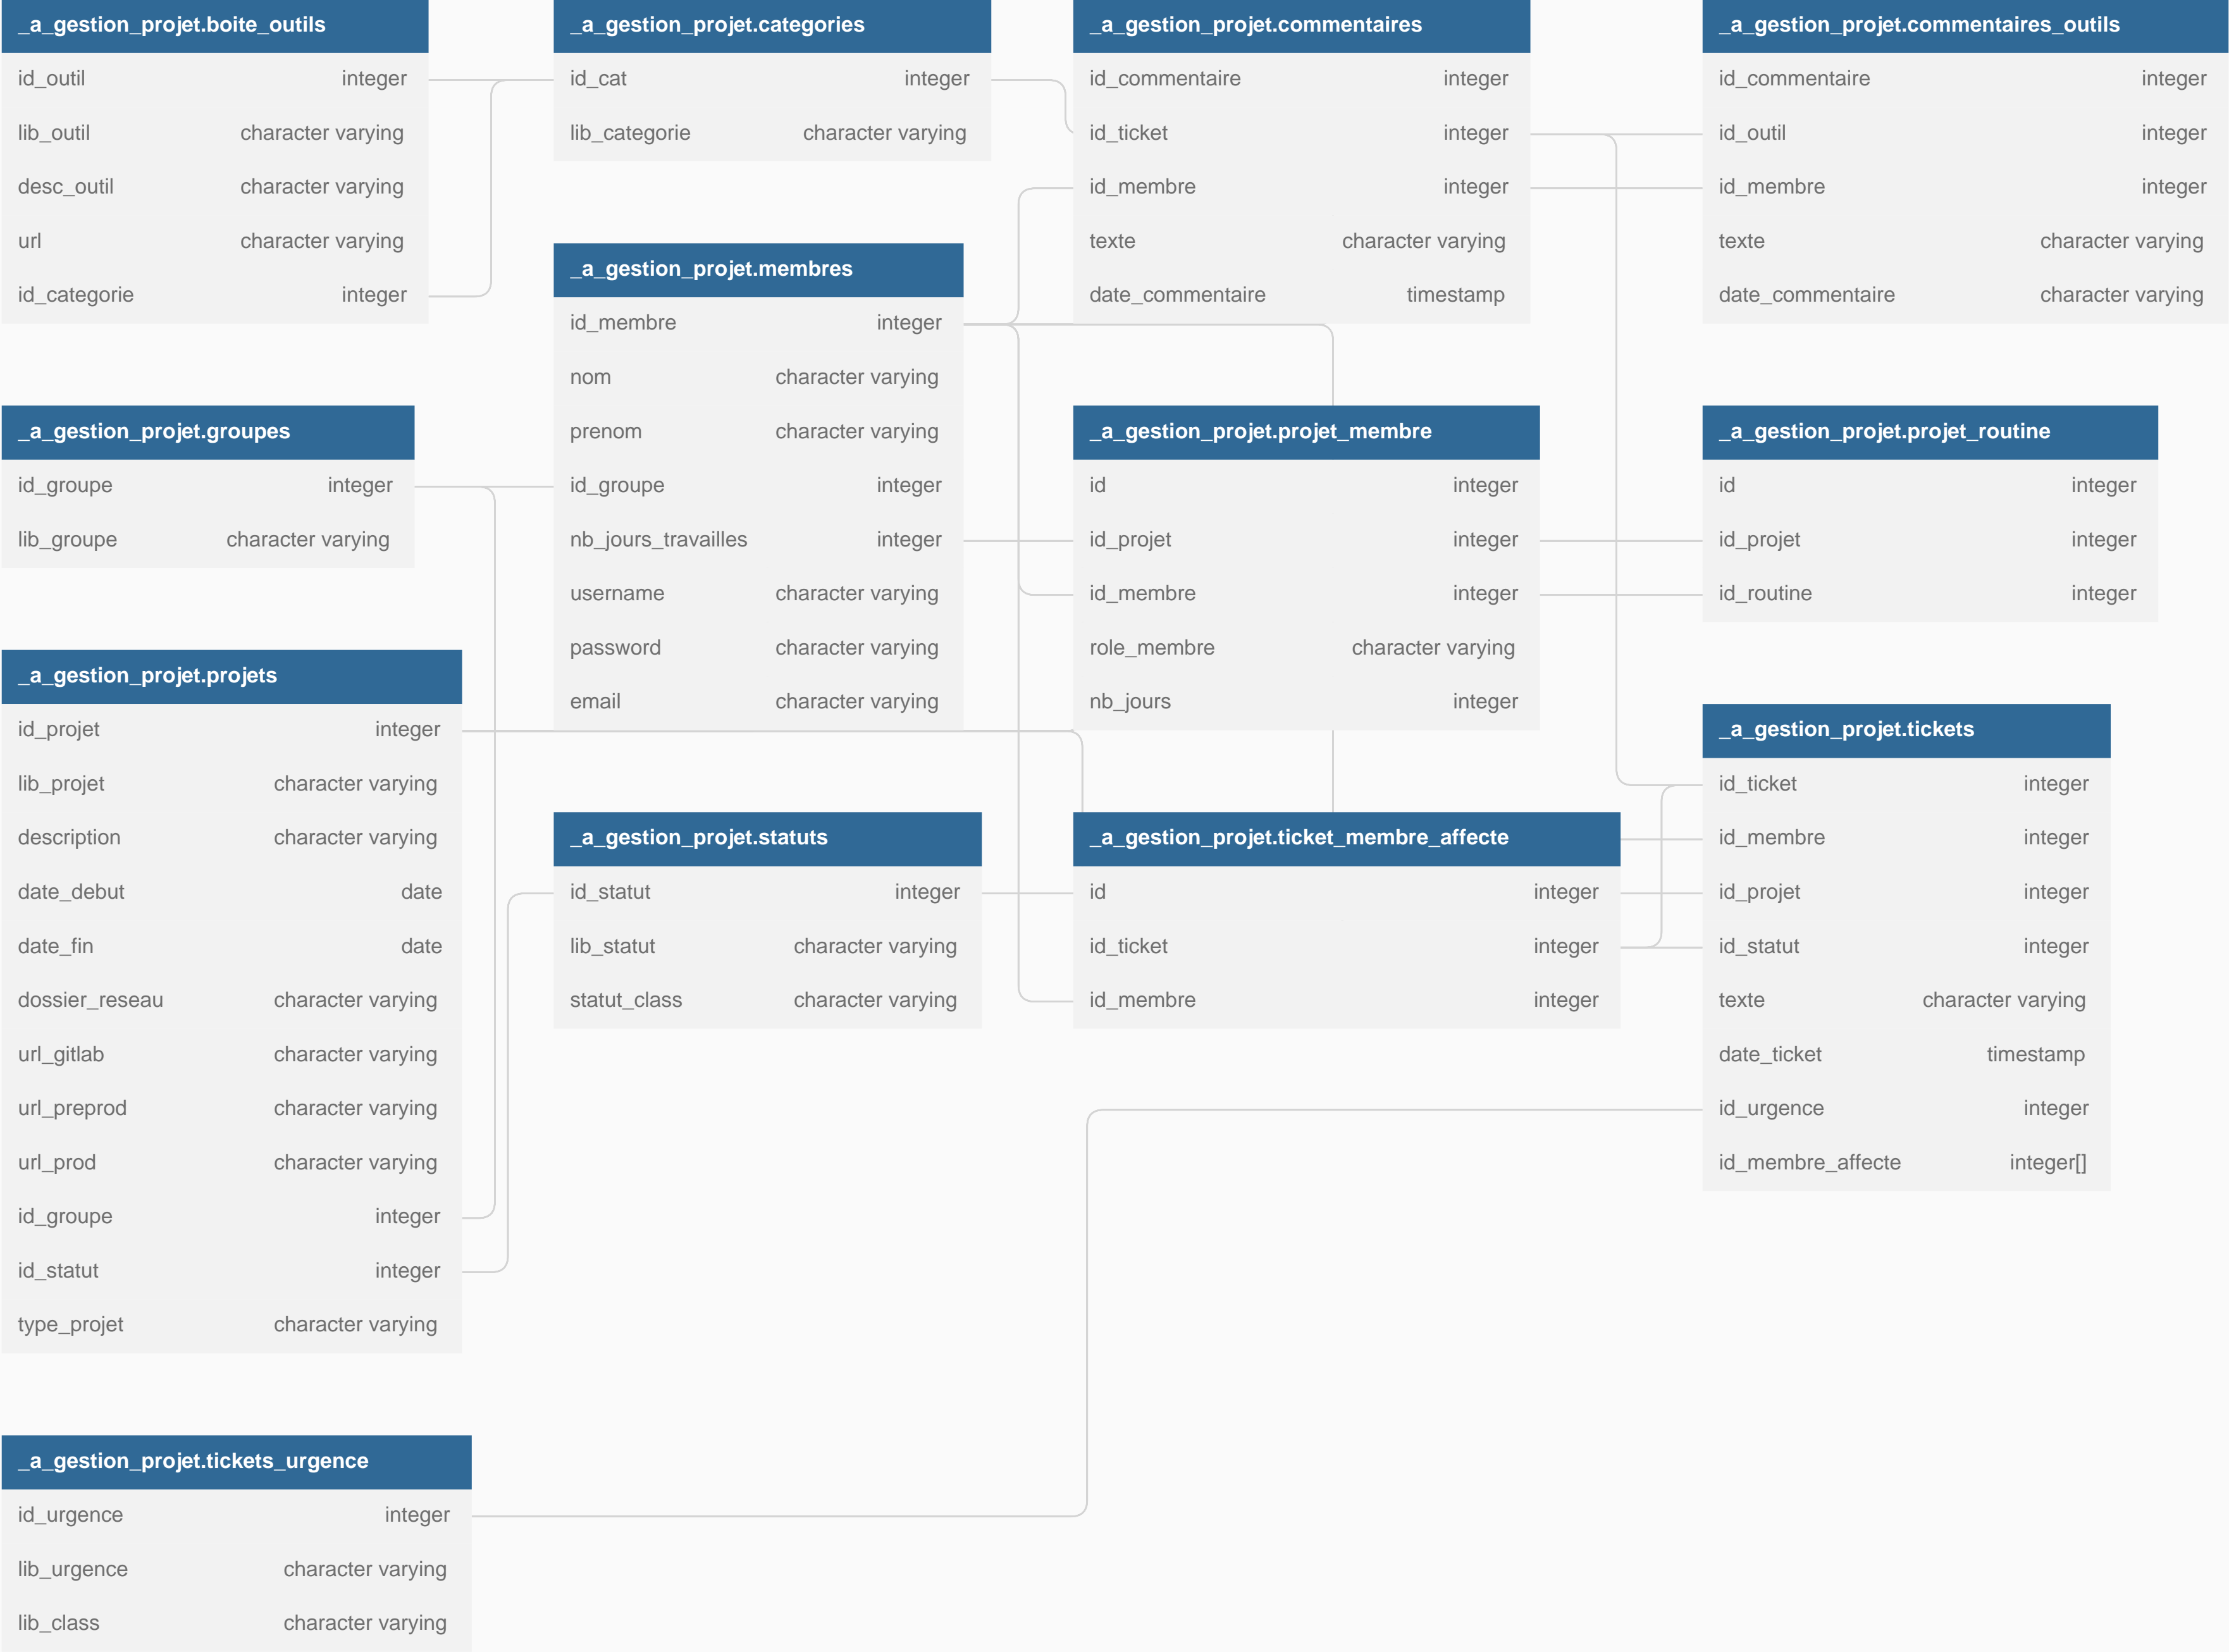 _a_gestion_projet.boite_outils
id_outil integer
lib_outil character varying
desc_outil character varying
url character varying
id_categorie integer
_a_gestion_projet.categories
id_cat integer
lib_categorie character varying
_a_gestion_projet.commentaires
id_commentaire integer
id_ticket integer
id_membre integer
texte character varying
date_commentaire timestamp
_a_gestion_projet.commentaires_outils
id_commentaire integer
id_outil integer
id_membre integer
texte character varying
date_commentaire character varying
_a_gestion_projet.groupes
id_groupe integer
lib_groupe character varying
_a_gestion_projet.membres
id_membre integer
nom character varying
prenom character varying
id_groupe integer
nb_jours_travailles integer
username character varying
password character varying
email character varying
_a_gestion_projet.projet_membre
id integer
id_projet integer
id_membre integer
role_membre character varying
nb_jours integer
_a_gestion_projet.projet_routine
id integer
id_projet integer
id_routine integer
_a_gestion_projet.projets
id_projet integer
lib_projet character varying
description character varying
date_debut date
date_fin date
dossier_reseau character varying
url_gitlab character varying
url_preprod character varying
url_prod character varying
id_groupe integer
id_statut integer
type_projet character varying
_a_gestion_projet.statuts
id_statut integer
lib_statut character varying
statut_class character varying
_a_gestion_projet.ticket_membre_affecte
id integer
id_ticket integer
id_membre integer
_a_gestion_projet.tickets
id_ticket integer
id_membre integer
id_projet integer
id_statut integer
texte character varying
date_ticket timestamp
id_urgence integer
id_membre_affecte integer[]
_a_gestion_projet.tickets_urgence
id_urgence integer
lib_urgence character varying
lib_class character varying